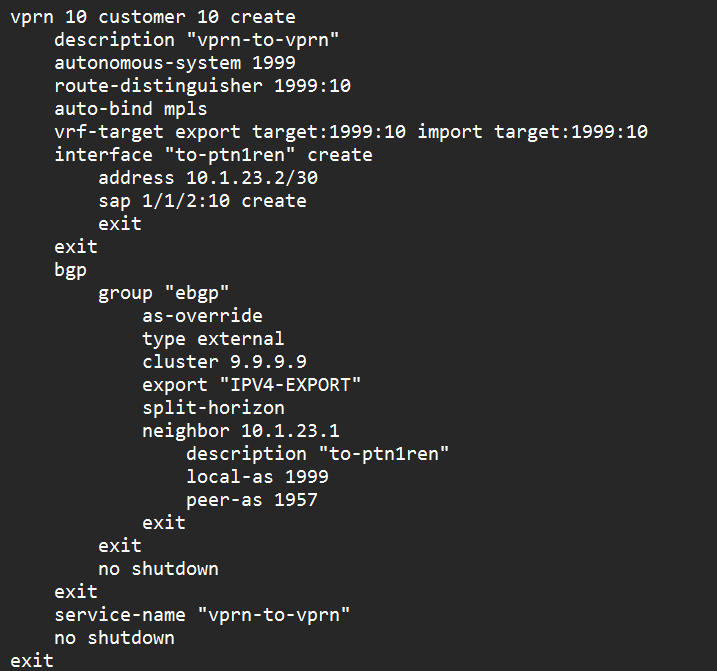 vprn 10 customer 10 create
    description "vprn-to-vprn"
    autonomous-system 1999
    route-distinguisher 1999:10
    auto-bind mpls
    vrf-target export target:1999:10 import target:1999:10
    interface "to-ptn1ren" create
        address 10.1.23.2/30
        sap 1/1/2:10 create
        exit
    exit
    bgp
        group "ebgp"
            as-override
            type external
            cluster 9.9.9.9
            export "IPV4-EXPORT"
            split-horizon
            neighbor 10.1.23.1
                description "to-ptn1ren"
                local-as 1999
                peer-as 1957
            exit
        exit
        no shutdown
    exit
    service-name "vprn-to-vprn"
    no shutdown
exit